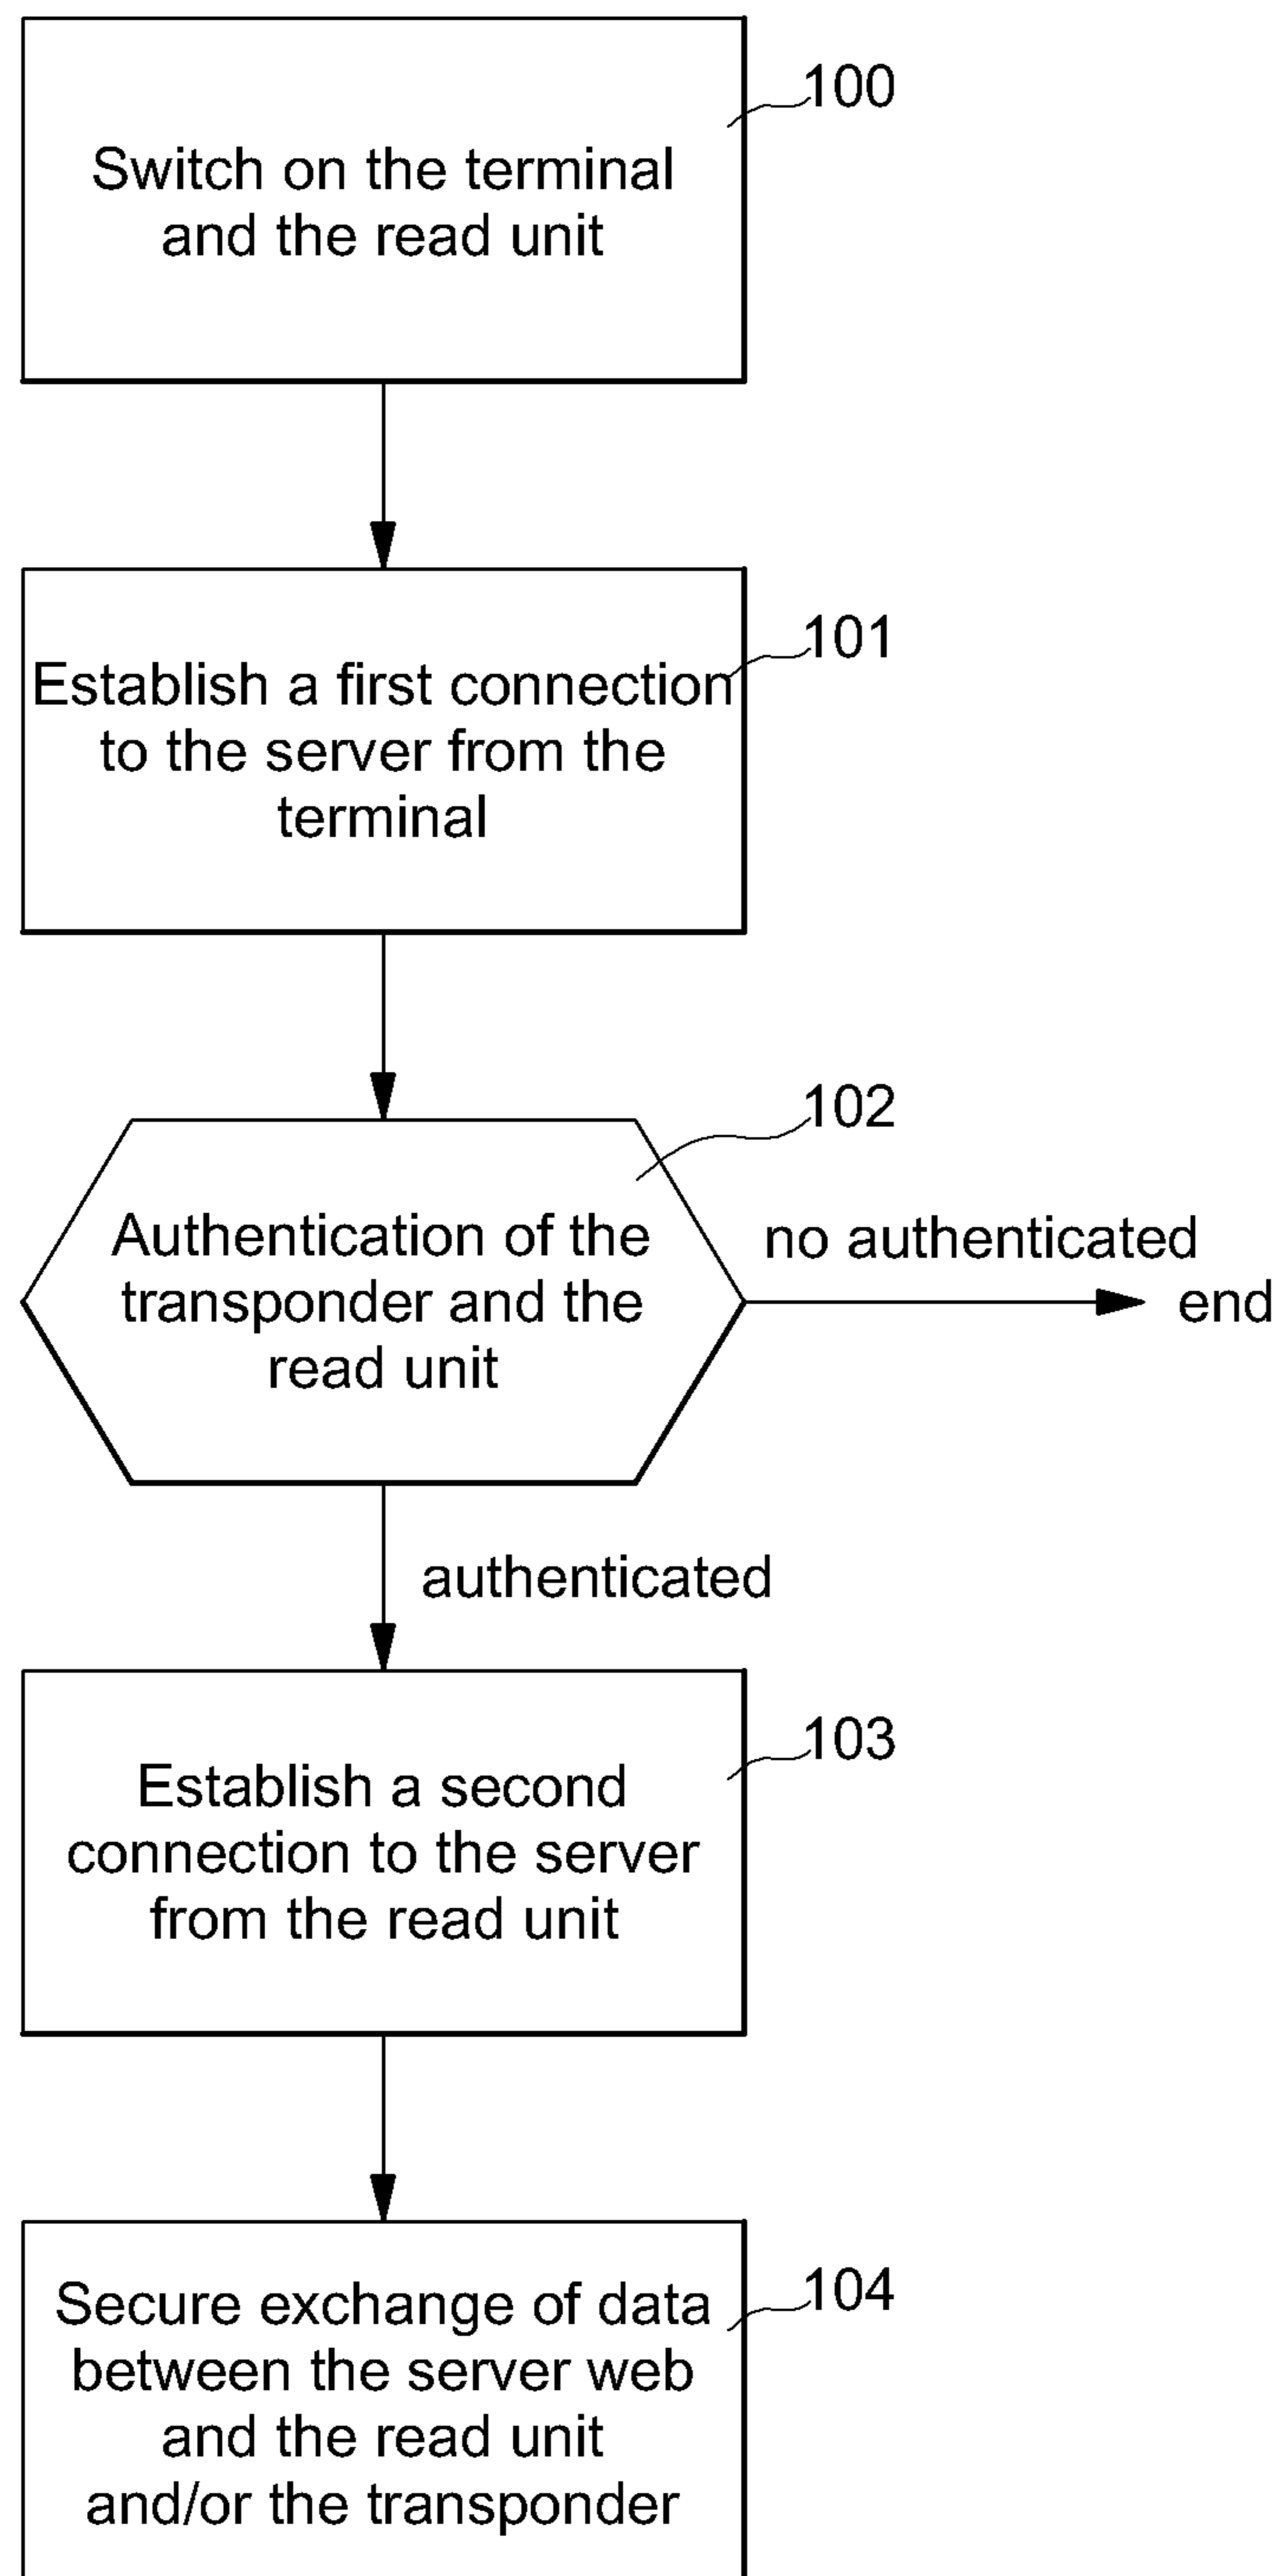 100
Switch on the terminal
and the read unit
101
Establish a first connection
to the server from the
terminal
102
Authentication of the
transponder and the
read unit
no authenticated
end
authenticated
103
Establish a second
connection to the server
from the read unit
104
Secure exchange of data
between the server web
and the read unit
and/or the transponder